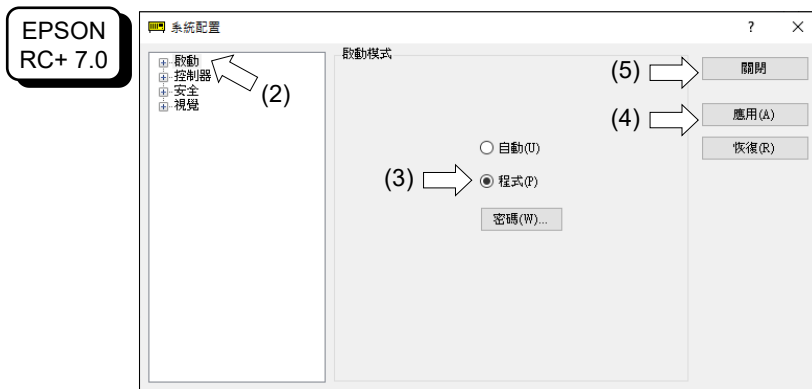 EPSON
RC+ 7.0
系統配置
?
啟動
控制器
安全
視覺
(2)
啟動模式
自動(U)
(3)
程式(P)
密碼(W)...
(5)
關閉
(4)
應用(A)
恢復(R)